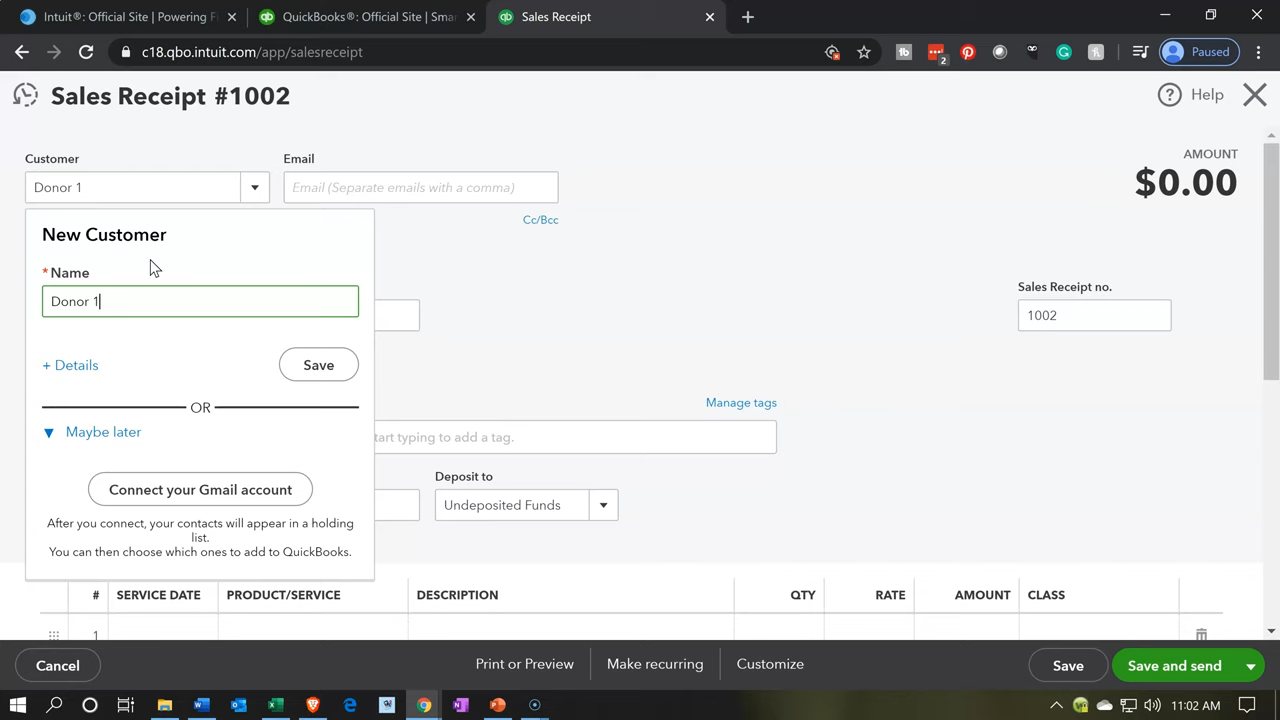 Intuit®: Official Site | Powering F
QuickBooks®: Official Site | Smar
Sales Receipt
c18.qbo.intuit.com/app/salesreceipt
2
Paused
Sales Receipt #1002
Help
Customer
Email
AMOUNT
Donor 1
Email (Separate emails with a comma)
$0.00
Cc/Bcc
New Customer
*Name
Sales Receipt no.
Donor 1
1002
+ Details
Save
Manage tags
OR
Maybe later
tart typing to add a tag.
Deposit to
Connect your Gmail account
Undeposited Funds
After you connect, your contacts will appear in a holding
list.
You can then choose which ones to add to QuickBooks.
# SERVICE DATE PRODUCT/SERVICE DESCRIPTION QTY RATE AMOUNT CLASS
1
Cancel
Print or Preview
Make recurring
Customize
Save
Save and send
11:02 AM